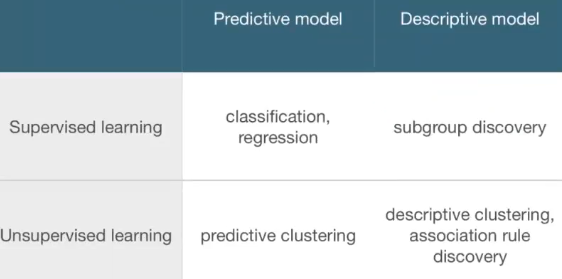 Predictive model
Descriptive model
Supervised learning
classification,
regression
subgroup discovery
Unsupervised learning
predictive clustering
descriptive clustering,
association rule
discovery